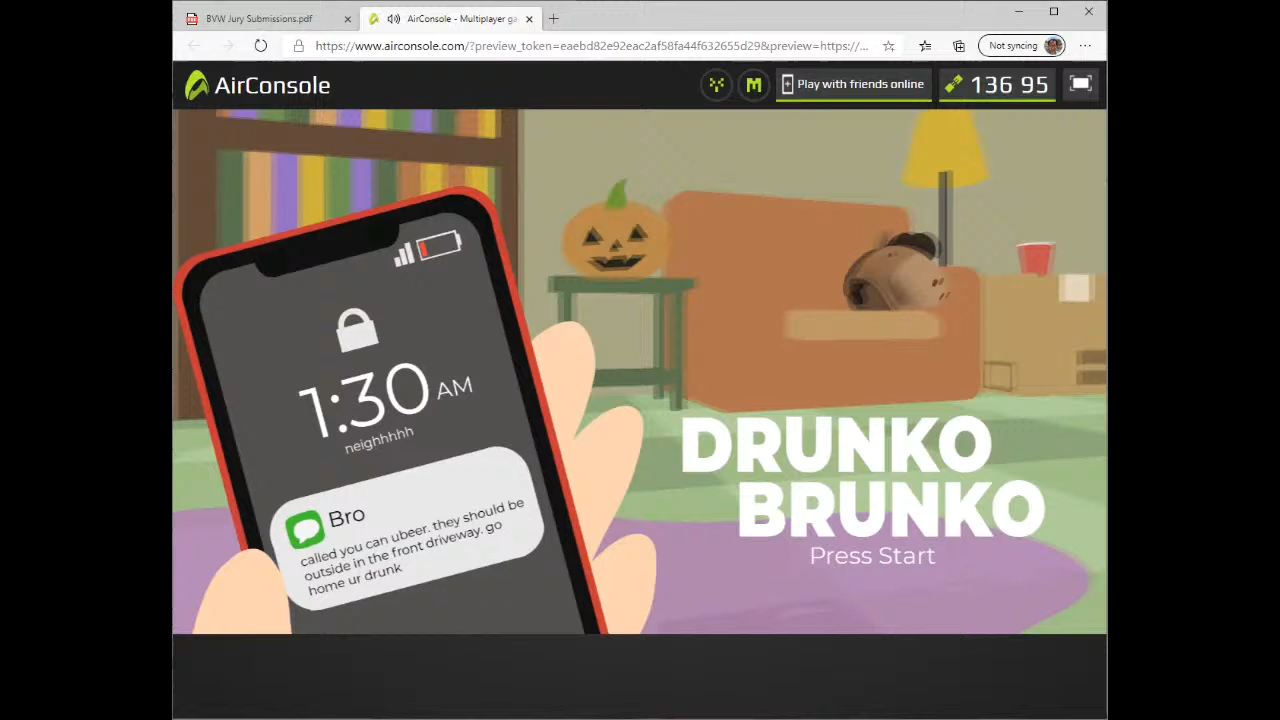 BVW Jury Submissions.pdf
AirConsole - Multiplayer ga
https://www.airconsole.com/?preview_token=eaebd82e92eac2af58fa44f632655d29&preview=https://...
Not syncing
AirConsole
Play with friends online
136 95
1:30 AM
neighhhhh
Bro
called you can ubeer. they should be
outside in the front driveway. go
home ur drunk
DRUNKO
BRUNKO
Press Start